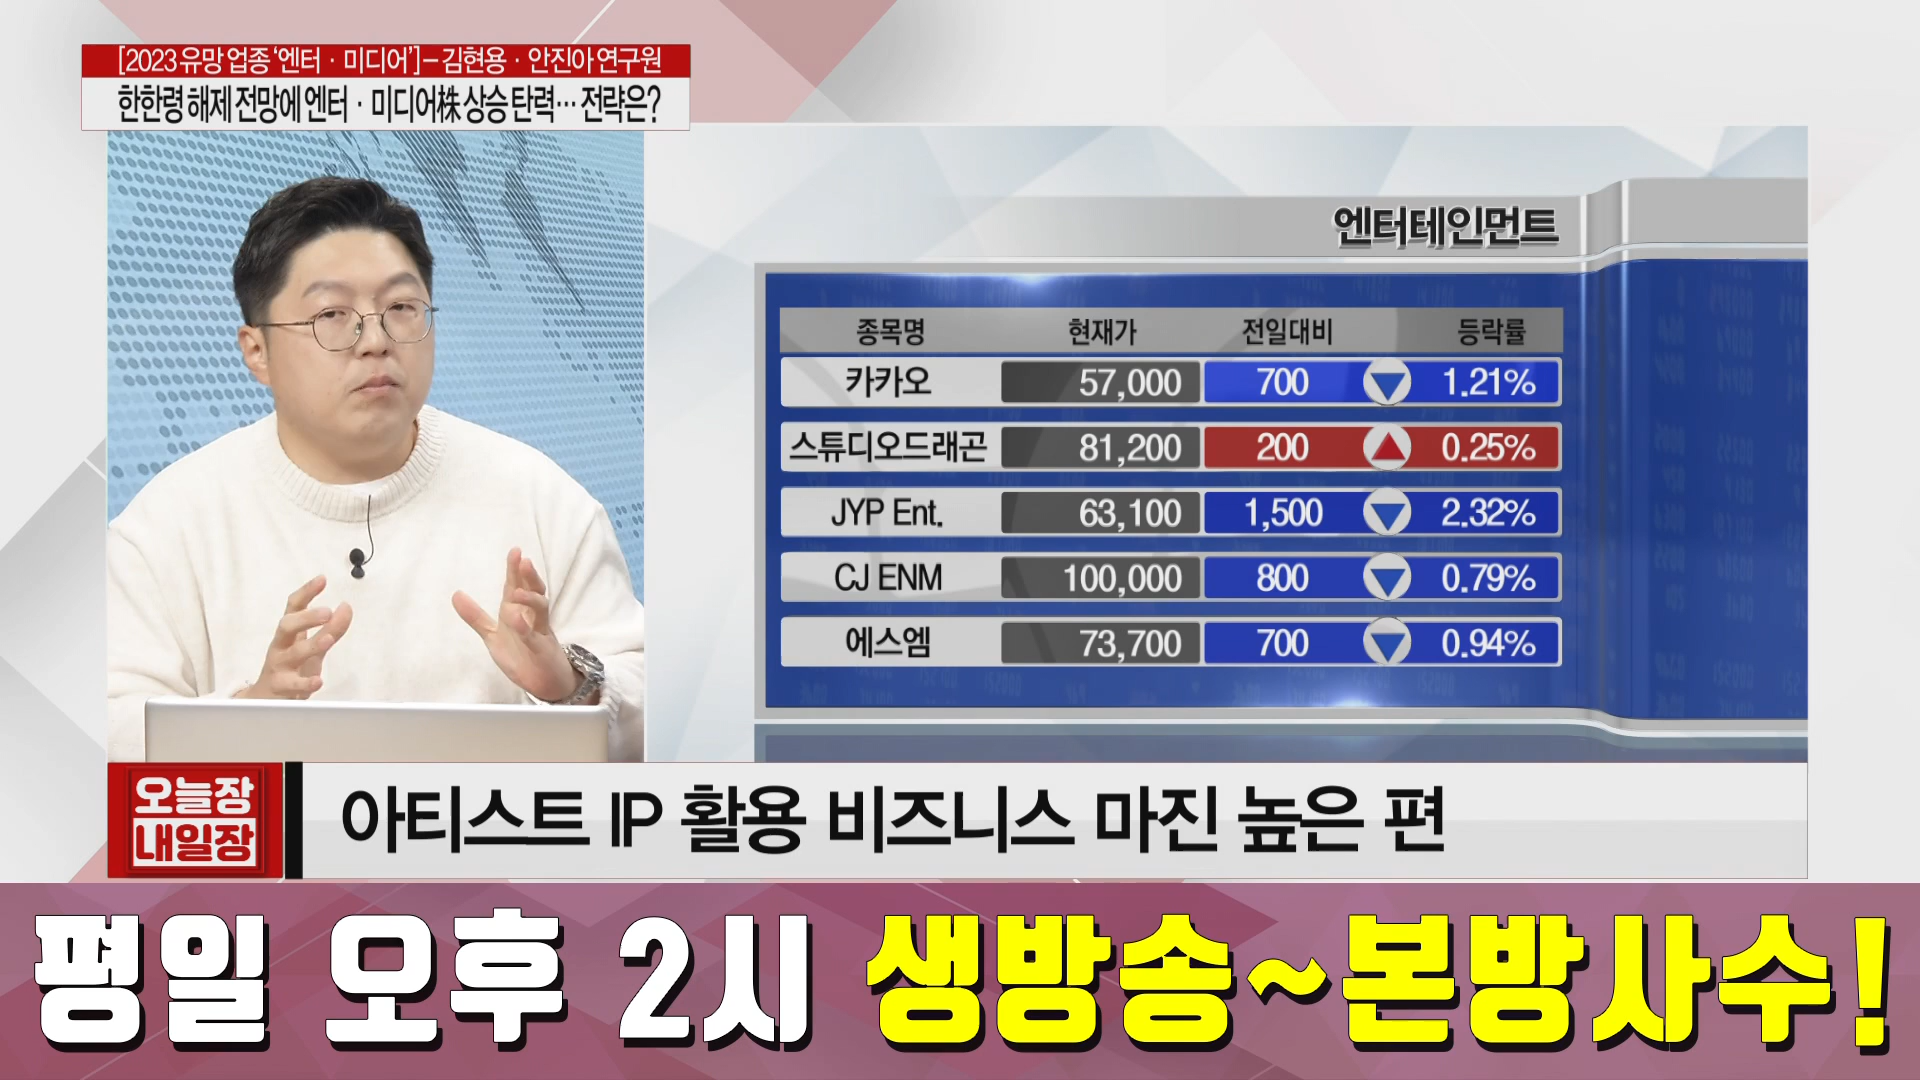 [2023 유망 업종 ‘엔터 · 미디어’] – 김현용 · 안진아 연구원
한한령 해제 전망에 엔터 · 미디어株 상승 탄력… 전략은?
엔터테인먼트
종목명 현재가 전일대비 등락률
카카오 57,000 700 ▼ 1.21%
스튜디오드래곤 81,200 200 ▲ 0.25%
JYP Ent. 63,100 1,500 ▼ 2.32%
CJ ENM 100,000 800 ▼ 0.79%
에스엠 73,700 700 ▼ 0.94%
오늘장
내일장
아티스트 IP 활용 비즈니스 마진 높은 편
평일 오후 2시 생방송~본방사수!